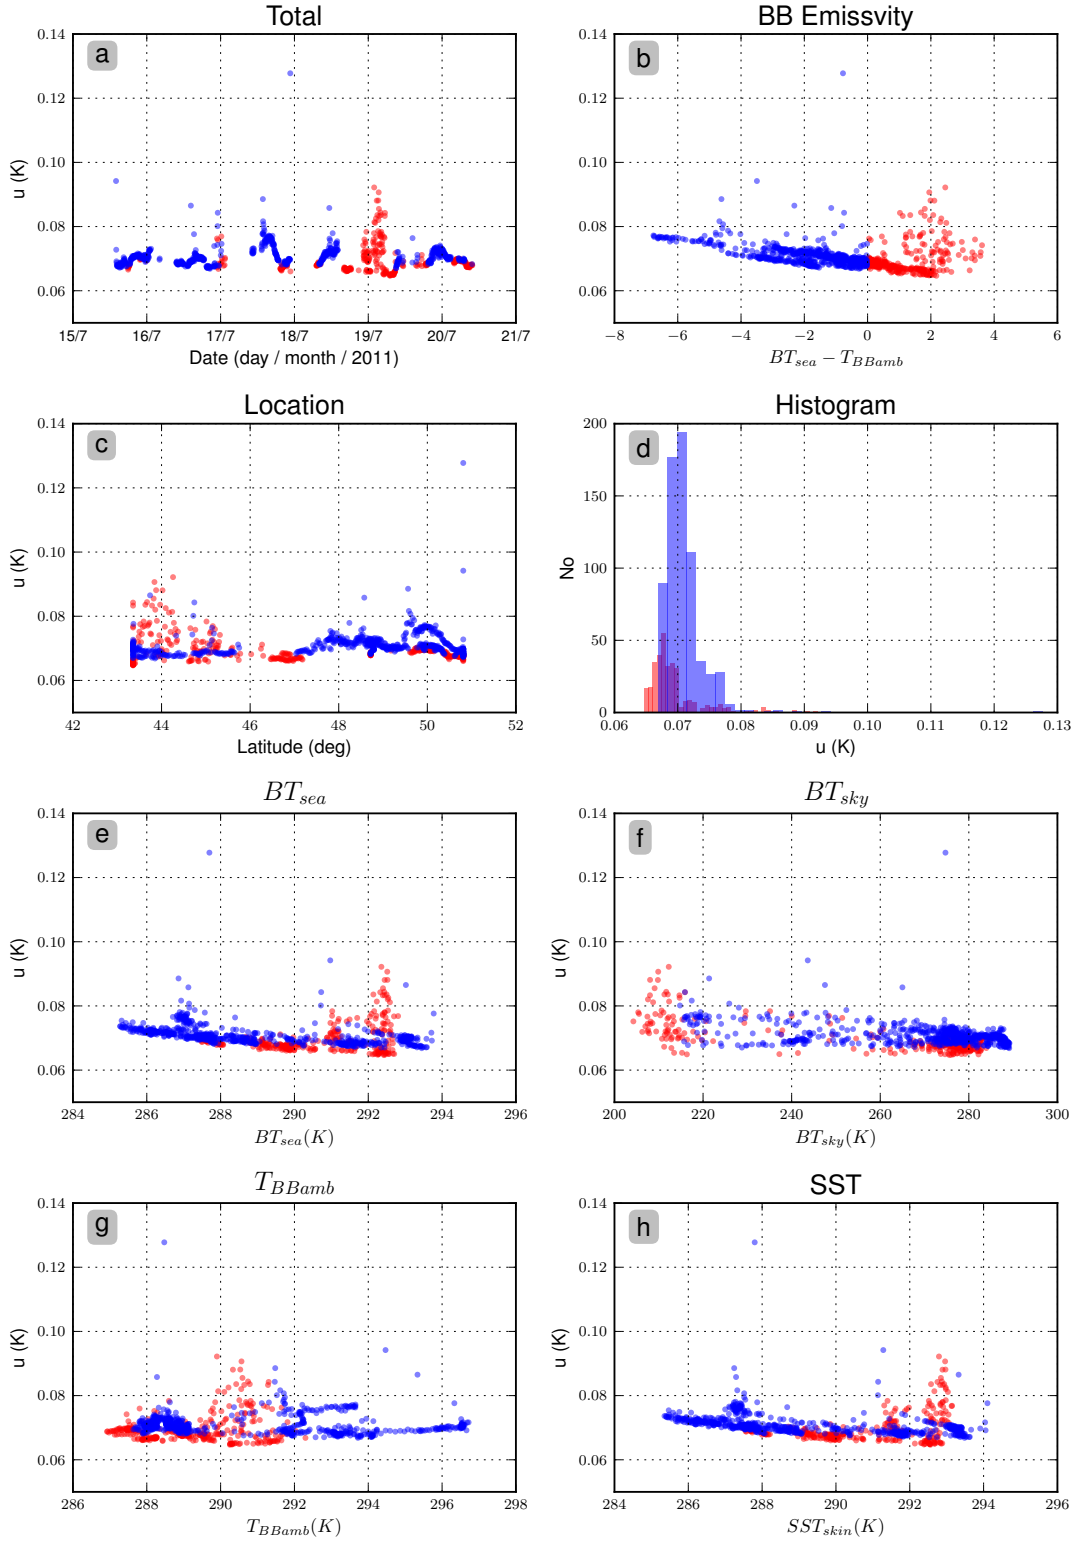 Total
a
0.14
0.12
0.10
0.08
0.06
u (K)
15/7 16/7 17/7 18/7 19/7 20/7 21/7
Date (day / month / 2011)
BB Emissvity
b
0.14
0.12
0.10
0.08
0.06
u (K)
−8 −6 −4 −2 0 2 4 6
BT_sea − T_BBamb
Location
c
0.14
0.12
0.10
0.08
0.06
u (K)
42 44 46 48 50 52
Latitude (deg)
Histogram
d
200
150
100
50
0
No
0.06 0.07 0.08 0.09 0.10 0.11 0.12 0.13
u (K)
BT_sea
e
0.14
0.12
0.10
0.08
0.06
u (K)
284 286 288 290 292 294 296
BT_sea(K)
BT_sky
f
0.14
0.12
0.10
0.08
0.06
u (K)
200 220 240 260 280 300
BT_sky(K)
T_BBamb
g
0.14
0.12
0.10
0.08
0.06
u (K)
286 288 290 292 294 296 298
T_BBamb(K)
SST
h
0.14
0.12
0.10
0.08
0.06
u (K)
284 286 288 290 292 294 296
SST_skin(K)